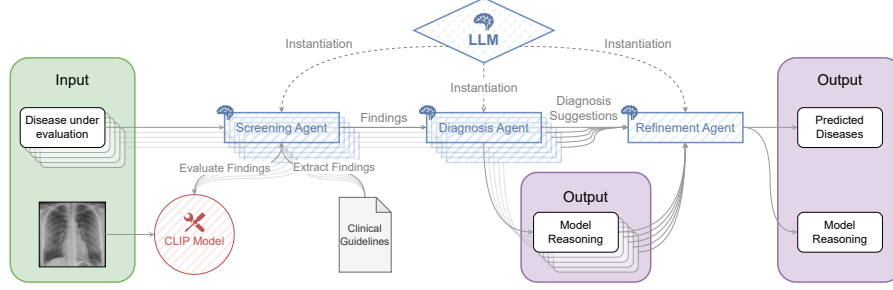 LLM
Instantiation
Instantiation
Instantiation
Input
Disease under
evaluation
Screening Agent
Findings
Diagnosis Agent
Diagnosis
Suggestions
Refinement Agent
Output
Predicted
Diseases
Evaluate Findings
Extract Findings
CLIP Model
Clinical
Guidelines
Output
Model
Reasoning
Model
Reasoning